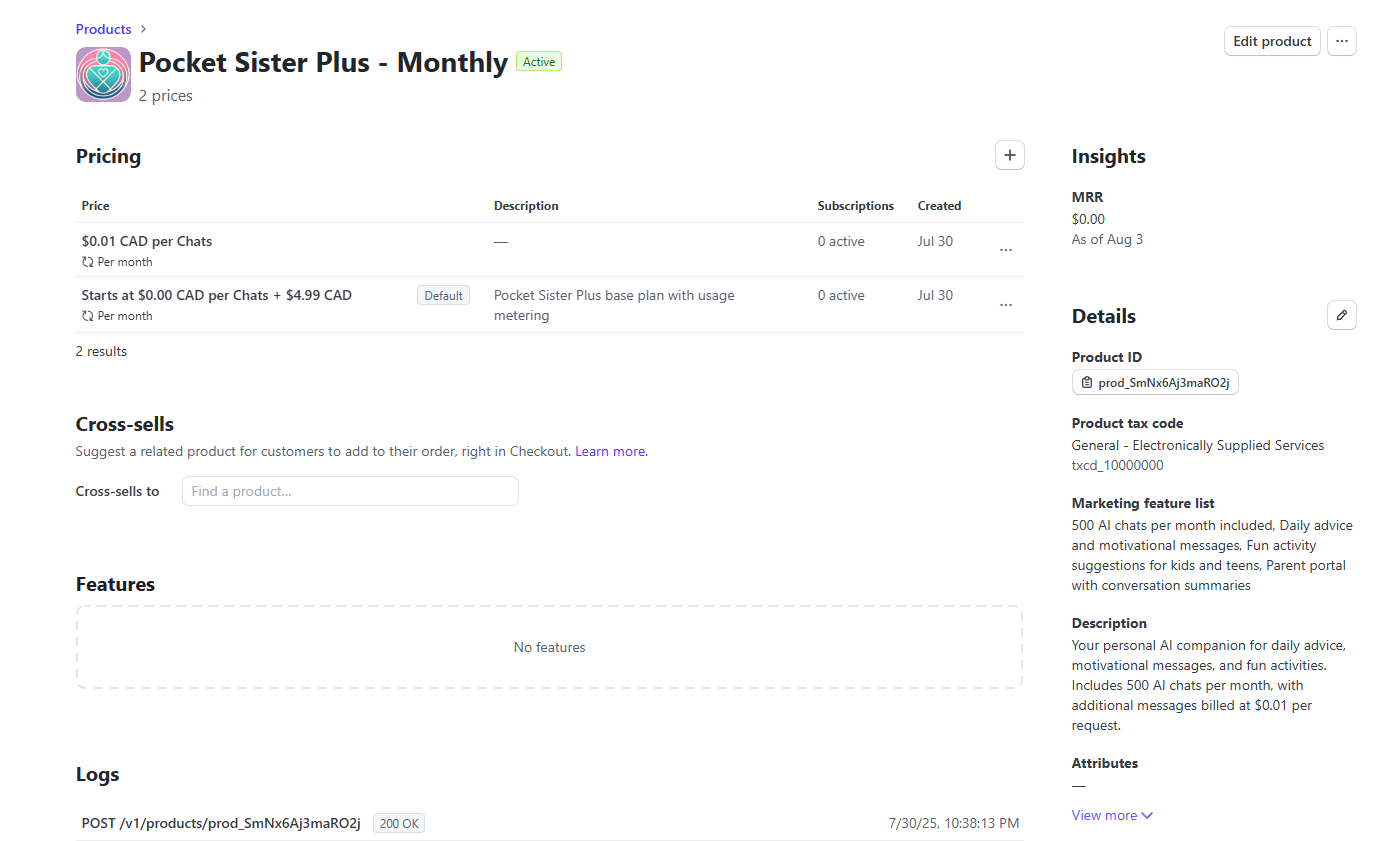 Products
Pocket Sister Plus - Monthly Active
2 prices
Edit product
Pricing
Price Description Subscriptions Created
$0.01 CAD per Chats — 0 active Jul 30
Per month
Starts at $0.00 CAD per Chats + $4.99 CAD Default Pocket Sister Plus base plan with usage 0 active Jul 30
Per month metering
2 results
Cross-sells
Suggest a related product for customers to add to their order, right in Checkout. Learn more.
Cross-sells to Find a product...
Features
No features
Logs
POST /v1/products/prod_SmNx6Aj3maRO2j 200 OK 7/30/25, 10:38:13 PM
Insights
MRR
$0.00
As of Aug 3
Details
Product ID
prod_SmNx6Aj3maRO2j
Product tax code
General - Electronically Supplied Services
txcd_10000000
Marketing feature list
500 AI chats per month included, Daily advice
and motivational messages, Fun activity
suggestions for kids and teens, Parent portal
with conversation summaries
Description
Your personal AI companion for daily advice,
motivational messages, and fun activities.
Includes 500 AI chats per month, with
additional messages billed at $0.01 per
request.
Attributes
—
View more